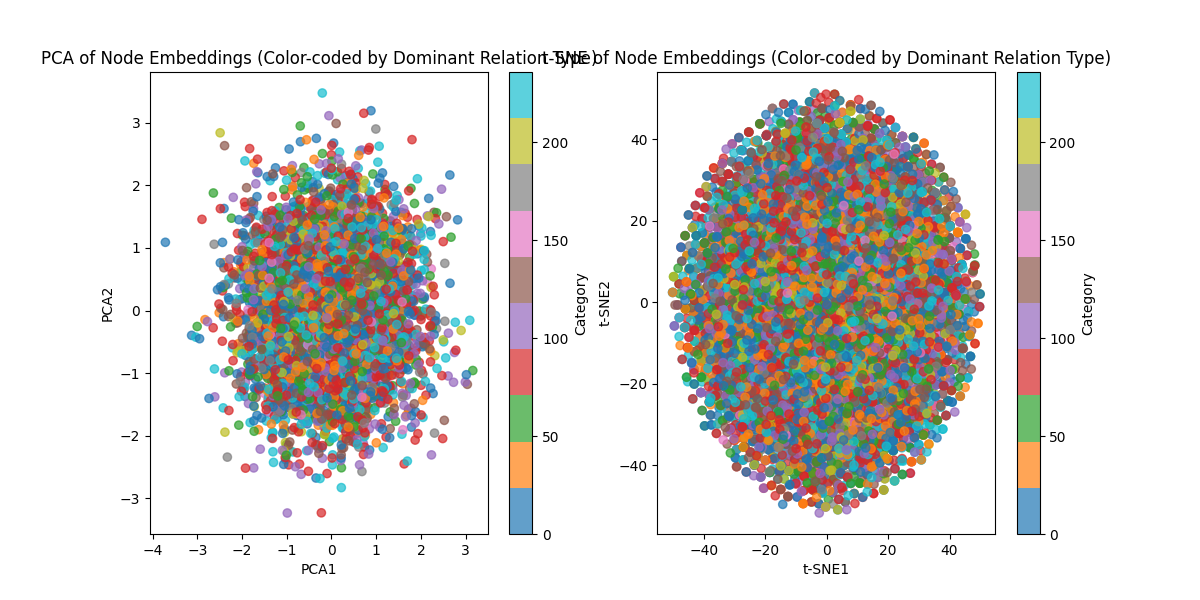 PCA of Node Embeddings (Color-coded by Dominant Relation Type)
t-SNE of Node Embeddings (Color-coded by Dominant Relation Type)
3
2
1
0
−1
−2
−3
PCA2
−4 −3 −2 −1 0 1 2 3
PCA1
200
150
100
50
0
Category
40
20
0
−20
−40
t-SNE2
−40 −20 0 20 40
t-SNE1
200
150
100
50
0
Category